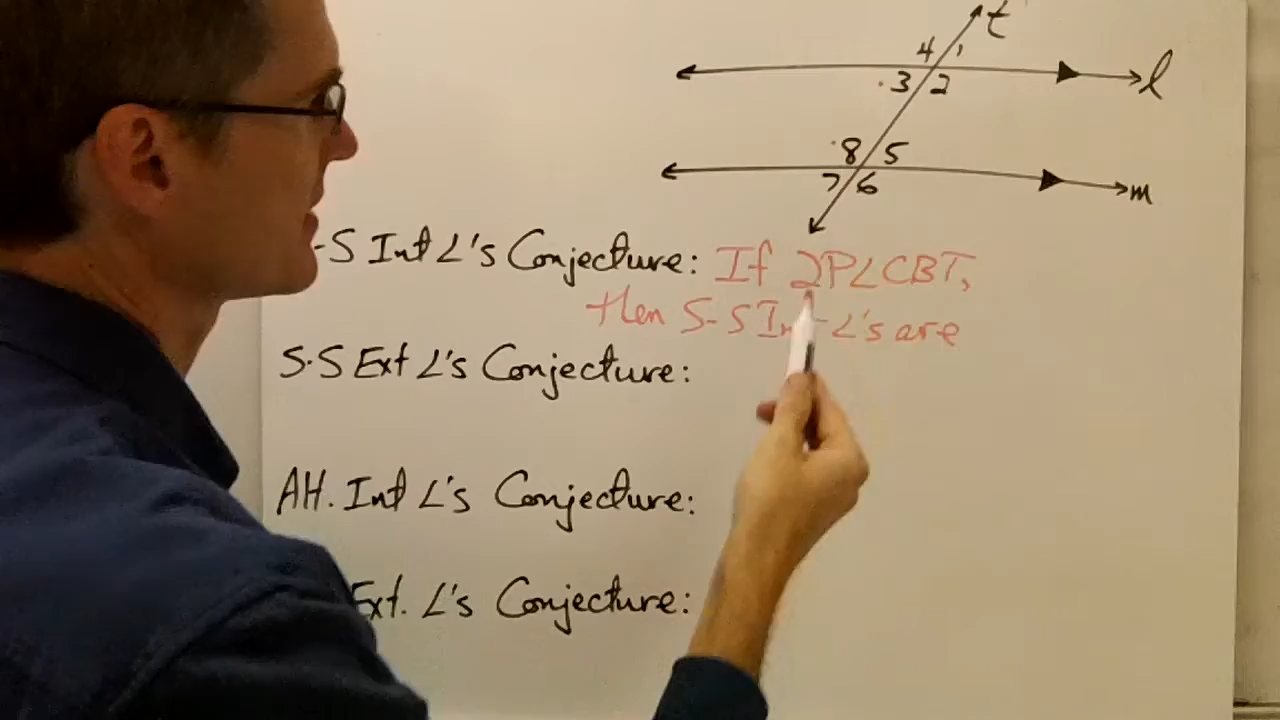 t
4 1
3 2
l
8 5
7 6
m
-S Int ∠'s Conjecture: If 2P∠CBT,
then S-S Int ∠'s are
S-S Ext ∠'s Conjecture:
Alt. Int ∠'s Conjecture:
Ext. ∠'s Conjecture: